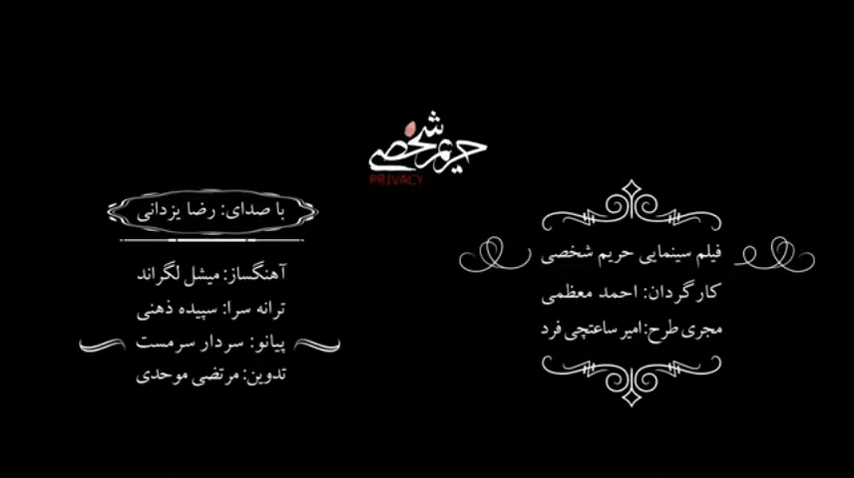 حریم شخصی
PRIVACY
فیلم سینمایی حریم شخصی
کارگردان: احمد معظمی
مجری طرح: امیر ساعتچی فرد
با صدای: رضا یزدانی
آهنگساز: میشل لگراند
ترانه سرا: سپیده ذهنی
پیانو: سردار سرمست
تدوین: مرتضی موحدی